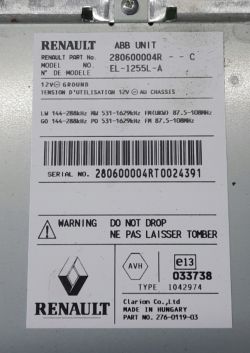 RENAULT ABB UNIT
RENAULT PART No. 280600004R - - C
MODEL NO. EL-1255L-A
N° DE MODELE
12V⎓ GROUND
TENSION D'UTILISATION 12V⎓ AU CHASSIS
LW 144-288kHz MW 531-1629kHz FM(UKW) 87.5-108MHz
GO 144-288kHz PO 531-1629kHz FM 87.5-108MHz
SERIAL NO. 280600004RT0024391
WARNING DO NOT DROP
NE PAS LAISSER TOMBER
AVH e13
033738
TYPE 1042974
RENAULT
Clarion Co.,Ltd
MADE IN HUNGARY
PART NO. 276-0119-03